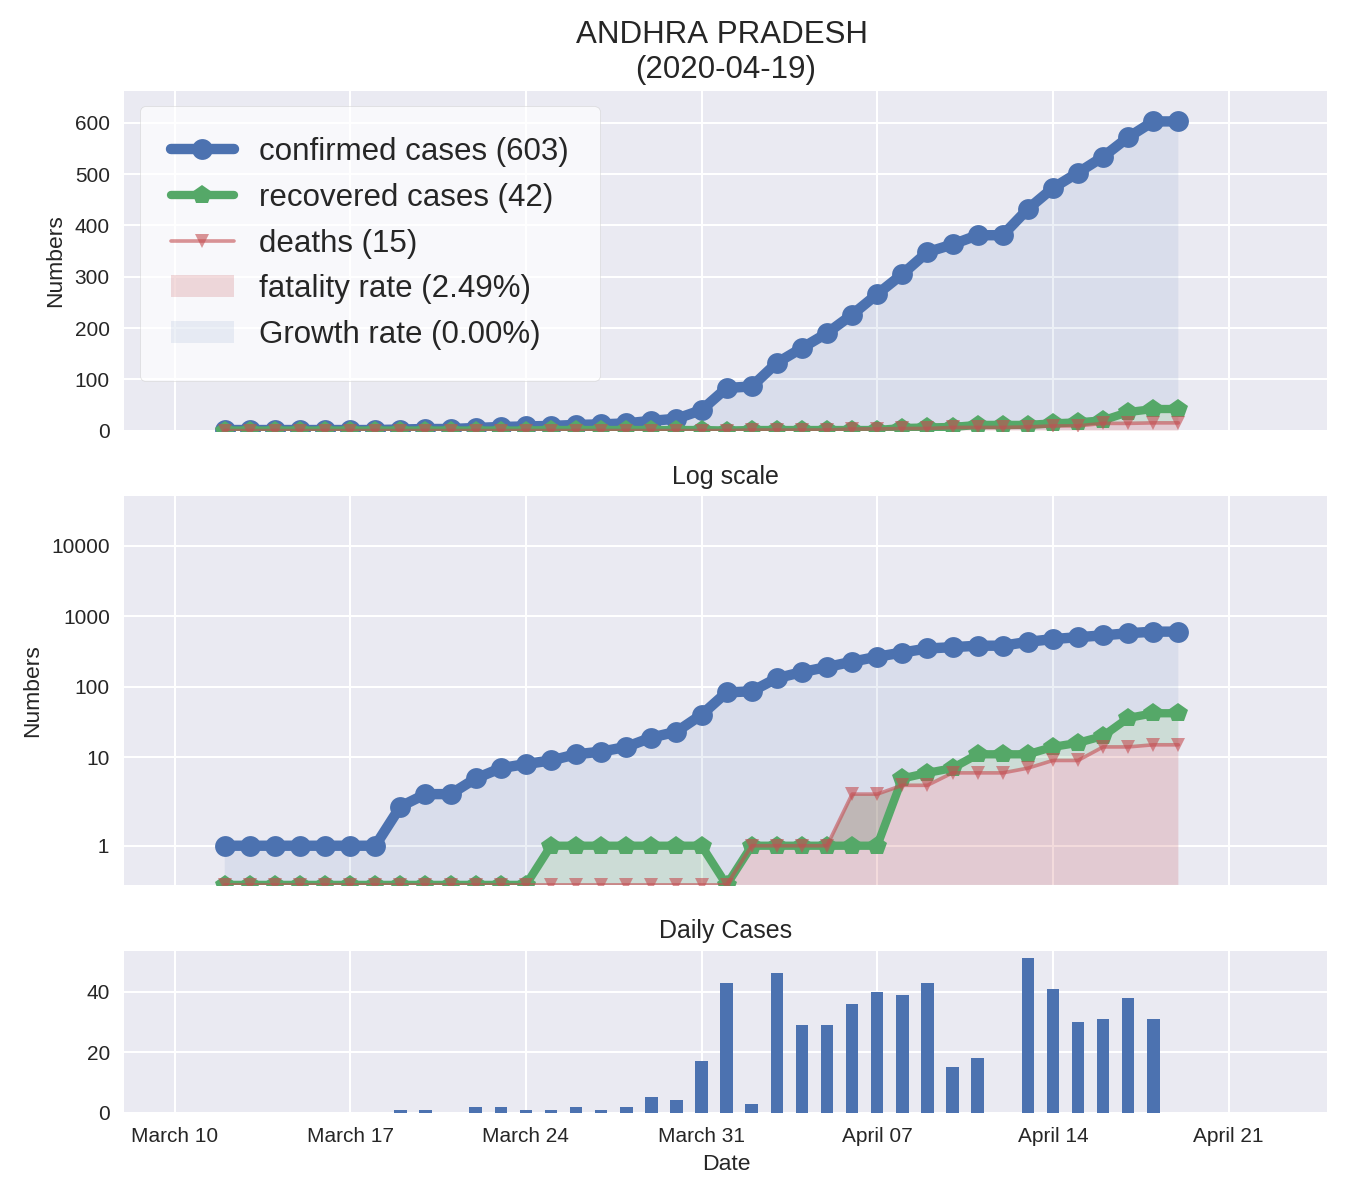 ANDHRA PRADESH
(2020-04-19)
Numbers
600
500
400
300
200
100
0
confirmed cases (603)
recovered cases (42)
deaths (15)
fatality rate (2.49%)
Growth rate (0.00%)
Log scale
Numbers
10000
1000
100
10
1
Daily Cases
40
20
0
March 10 March 17 March 24 March 31 April 07 April 14 April 21
Date